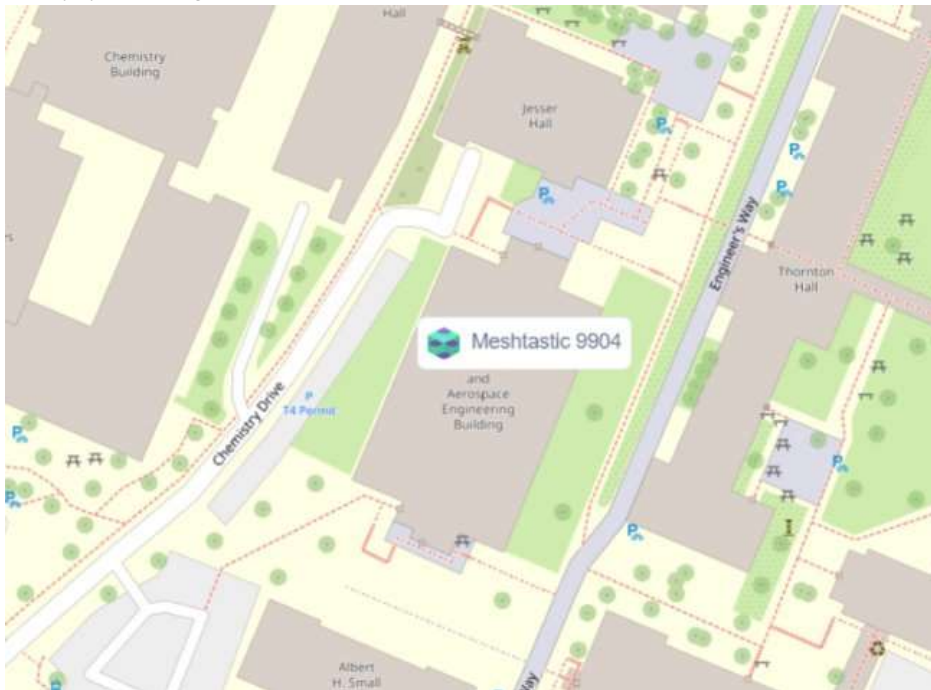 Hall
Chemistry
Building
Jesser
Hall
P
P
P
P
Engineer's Way
Thornton
Hall
Meshtastic 9904
and
Aerospace
Engineering
Building
P
T4 Permit
Chemistry Drive
P
P
P
P
Albert
H. Small